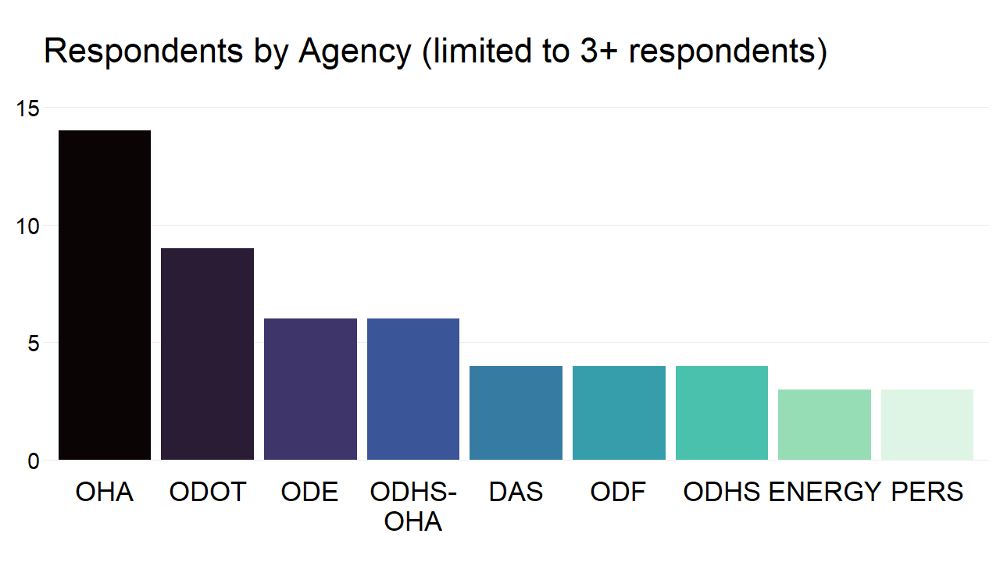 Respondents by Agency (limited to 3+ respondents)
15
10
5
0
OHA ODOT ODE ODHS- DAS ODF ODHS ENERGY PERS
OHA